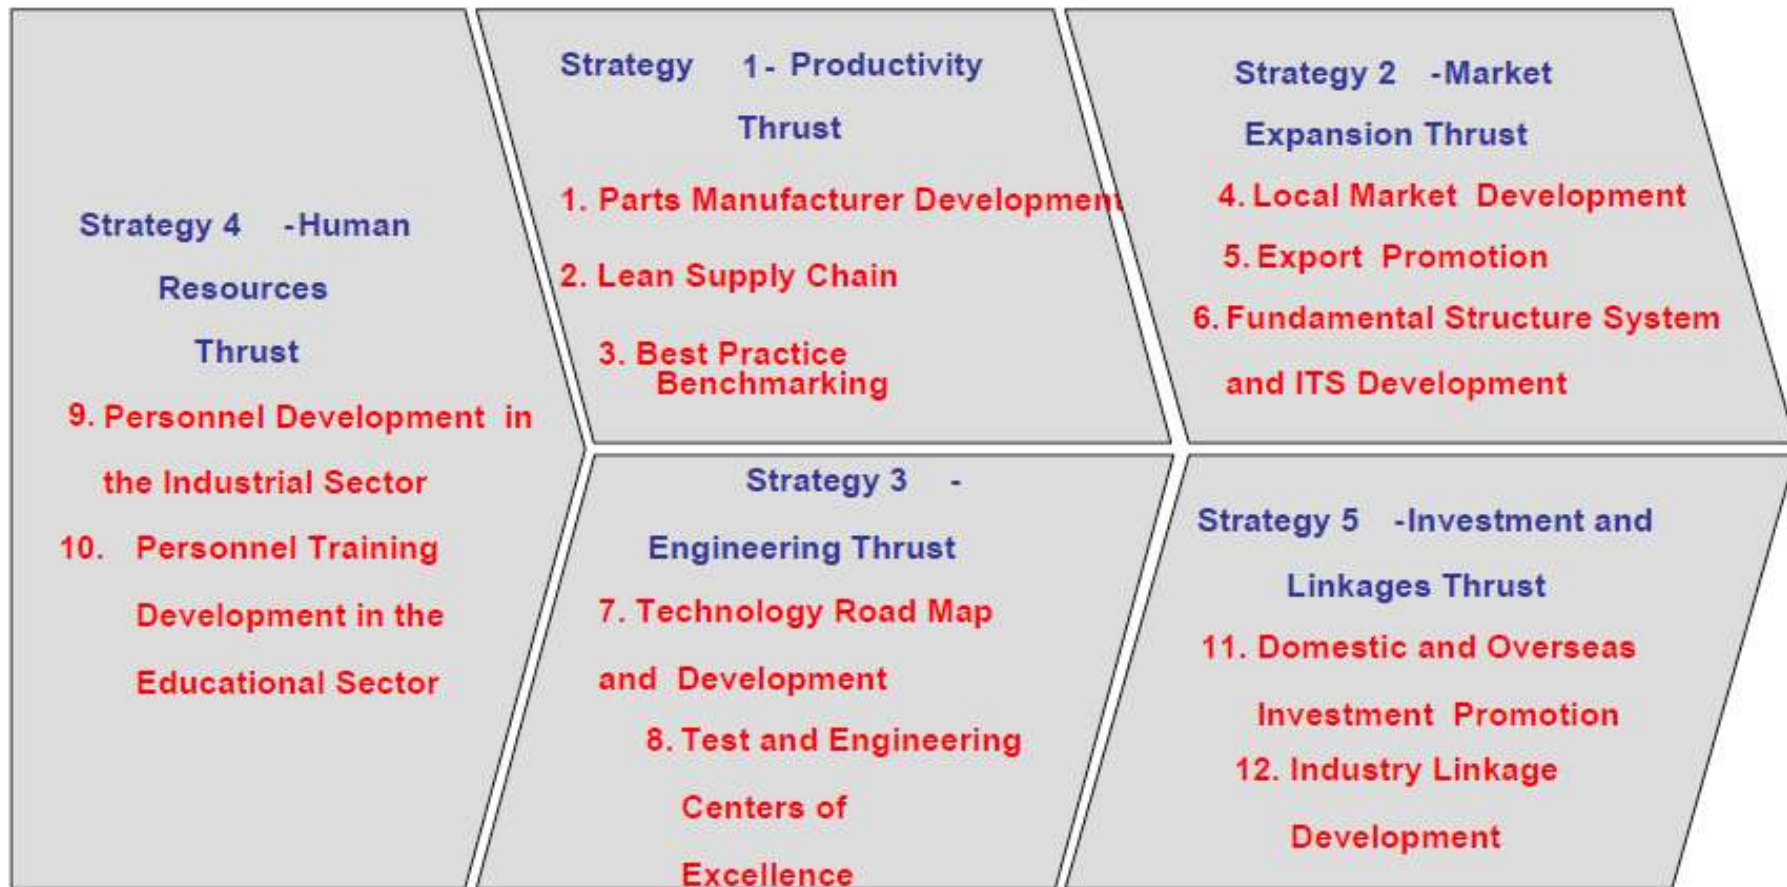 Strategy 4 -Human
Resources
Thrust
9. Personnel Development in
the Industrial Sector
10. Personnel Training
Development in the
Educational Sector
Strategy 1- Productivity
Thrust
1. Parts Manufacturer Development
2. Lean Supply Chain
3. Best Practice
Benchmarking
Strategy 2 -Market
Expansion Thrust
4. Local Market Development
5. Export Promotion
6. Fundamental Structure System
and ITS Development
Strategy 3 -
Engineering Thrust
7. Technology Road Map
and Development
8. Test and Engineering
Centers of
Excellence
Strategy 5 -Investment and
Linkages Thrust
11. Domestic and Overseas
Investment Promotion
12. Industry Linkage
Development